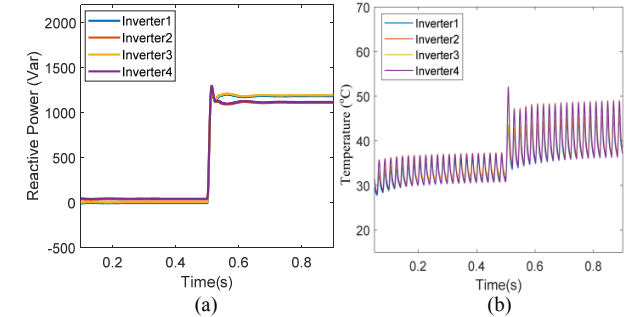 2200
2000
1500
1000
500
0
-500
Reactive Power (Var)
Inverter1
Inverter2
Inverter3
Inverter4
0.2
0.4
0.6
0.8
Time(s)
(a)
70
60
50
40
30
20
Temperature (°C)
Inverter1
Inverter2
Inverter3
Inverter4
0.2
0.4
0.6
0.8
Time(s)
(b)